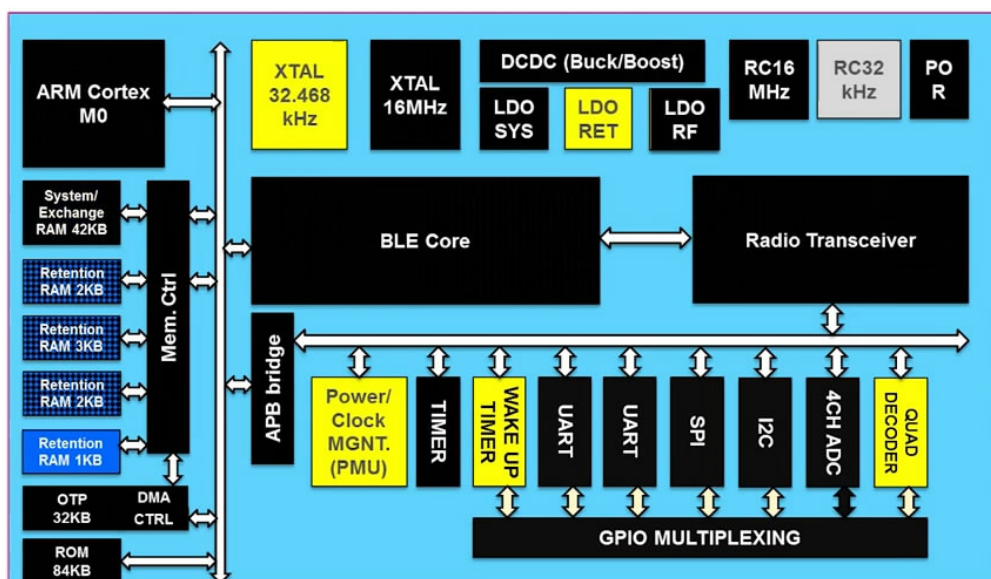 ARM Cortex
M0
XTAL
32.468
kHz
XTAL
16MHz
DCDC (Buck/Boost)
LDO
SYS
LDO
RET
LDO
RF
RC16
MHz
RC32
kHz
PO
R
System/
Exchange
RAM 42KB
Retention
RAM 2KB
Retention
RAM 3KB
Retention
RAM 2KB
Retention
RAM 1KB
Mem. Ctrl
OTP
32KB
DMA
CTRL
ROM
84KB
BLE Core
Radio Transceiver
APB bridge
Power/
Clock
MGNT.
(PMU)
TIMER
WAKE UP
TIMER
UART
UART
SPI
I2C
4CH ADC
QUAD
DECODER
GPIO MULTIPLEXING